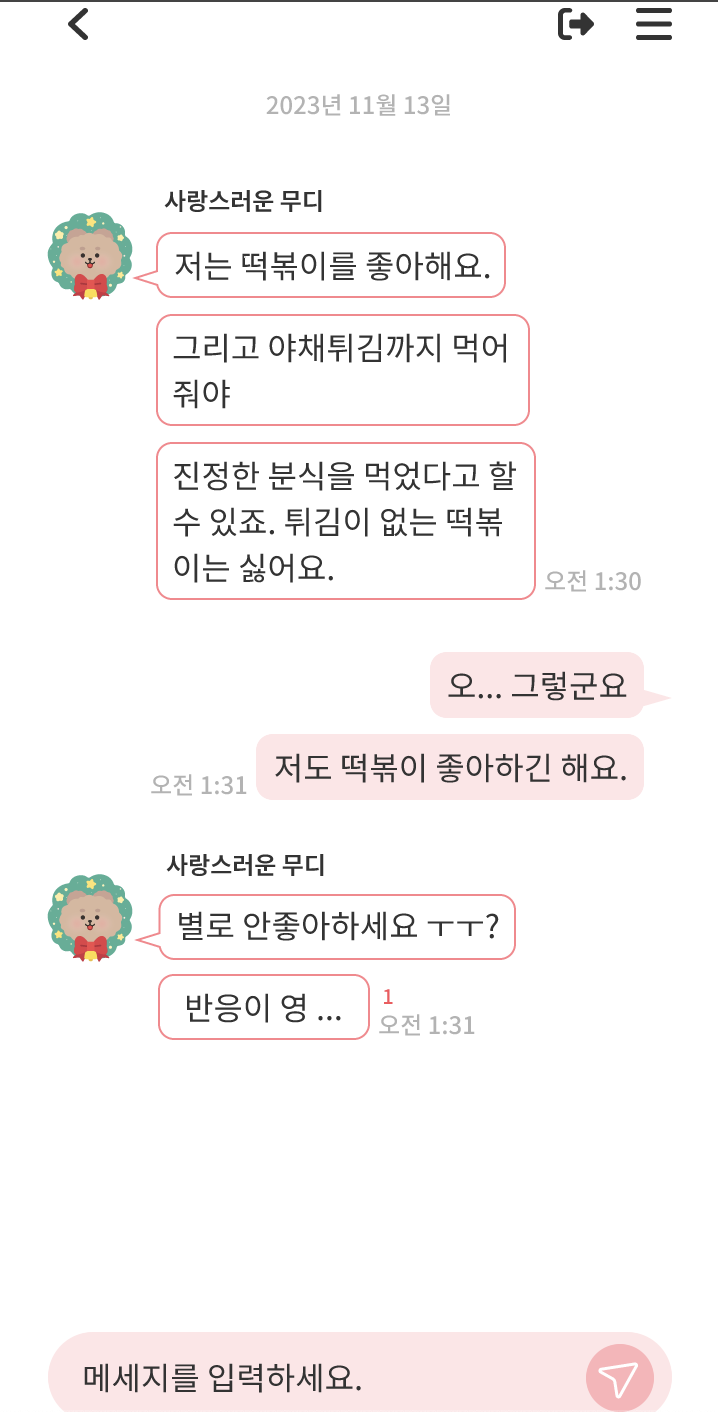 2023년 11월 13일
사랑스러운 무디
저는 떡볶이를 좋아해요.
그리고 야채튀김까지 먹어
줘야
진정한 분식을 먹었다고 할
수 있죠. 튀김이 없는 떡볶
이는 싫어요.
오전 1:30
오... 그렇군요
저도 떡볶이 좋아하긴 해요.
오전 1:31
사랑스러운 무디
별로 안좋아하세요 ㅜㅜ?
반응이 영 ...
1
오전 1:31
메세지를 입력하세요.